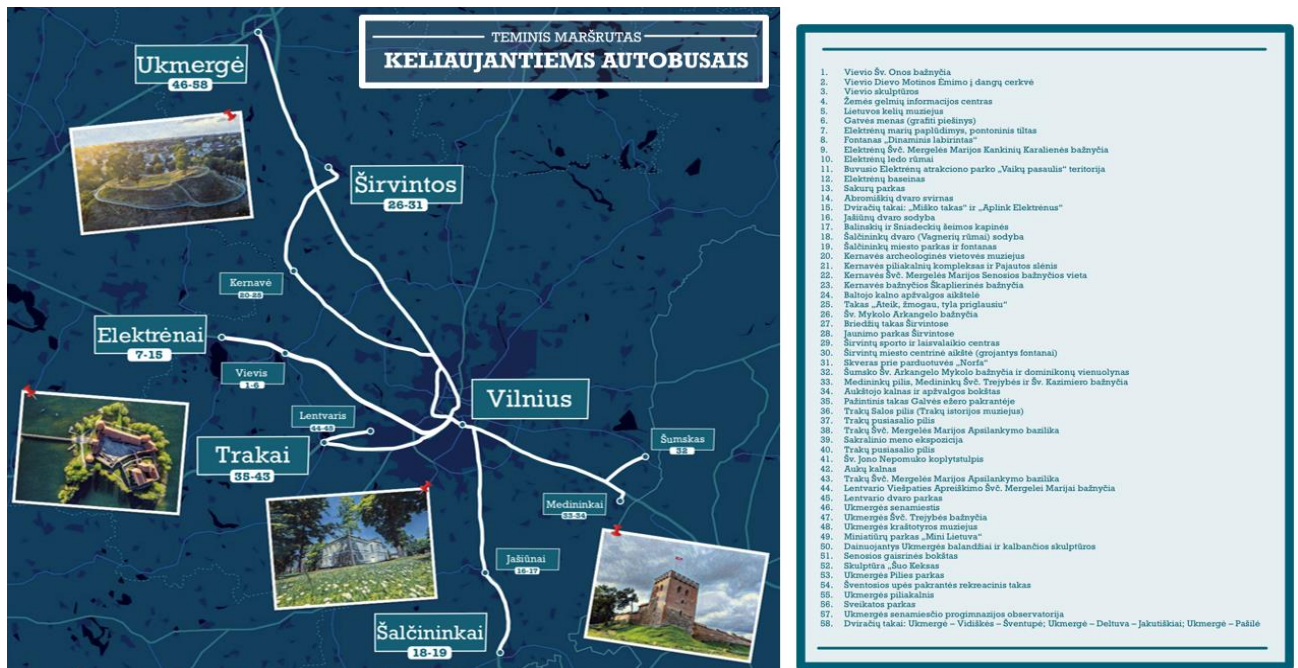 TEMINIS MARŠRUTAS
KELIAUJANTIEMS AUTOBUSAIS
Ukmergė
46-58
Širvintos
26-31
Kernavė
20-25
Elektrėnai
7-15
Vievis
1-6
Vilnius
Lentvaris
44-45
Trakai
35-43
Šumskas
32
Medininkai
33-34
Jašiūnai
16-17
Šalčininkai
18-19
1. Vievio Šv. Onos bažnyčia
2. Vievio Dievo Motinos Ėmimo į dangų cerkvė
3. Vievio skulptūros
4. Žemės gelmių informacijos centras
5. Lietuvos kelių muziejus
6. Gatvės menas (grafiti piešinys)
7. Elektrėnų marių paplūdimys, pontoninis tiltas
8. Fontanas „Dinaminis labirintas“
9. Elektrėnų Švč. Mergelės Marijos Kankinių Karalienės bažnyčia
10. Elektrėnų ledo rūmai
11. Buvusio Elektrėnų atrakciono parko „Vaikų pasaulis“ teritorija
12. Elektrėnų baseinas
13. Sakurų parkas
14. Abromiškių dvaro svirnas
15. Dviračių takai: „Miško takas“ ir „Aplink Elektrėnus“
16. Jašiūnų dvaro sodyba
17. Balinskių ir Sniadeckių šeimos kapinės
18. Šalčininkų dvaro (Vagnerių rūmai) sodyba
19. Šalčininkų miesto parkas ir fontanas
20. Kernavės archeologinės vietovės muziejus
21. Kernavės piliakalnių kompleksas ir Pajautos slėnis
22. Kernavės Švč. Mergelės Marijos Senosios bažnyčios vieta
23. Kernavės bažnyčios Škaplierinės bažnyčia
24. Baltojo kalno apžvalgos aikštelė
25. Takas „Ateik, žmogau, tyla priglausiu“
26. Šv. Mykolo Arkangelo bažnyčia
27. Briedžių takas Širvintose
28. Jaunimo parkas Širvintose
29. Širvintų sporto ir laisvalaikio centras
30. Širvintų miesto centrinė aikštė (grojantys fontanai)
31. Skveras prie parduotuvės „Norfa“
32. Šumsko Šv. Arkangelo Mykolo bažnyčia ir dominikonų vienuolynas
33. Medininkų pilis, Medininkų Švč. Trejybės ir Šv. Kazimiero bažnyčia
34. Aukštojo kalnas ir apžvalgos bokštas
35. Pažintinis takas Galvės ežero pakrantėje
36. Trakų Salos pilis (Trakų istorijos muziejus)
37. Trakų pusiasalio pilis
38. Trakų Švč. Mergelės Marijos Apsilankymo bazilika
39. Sakralinio meno ekspozicija
40. Trakų pusiasalio pilis
41. Šv. Jono Nepomuko koplytstulpis
42. Aukų kalnas
43. Trakų Švč. Mergelės Marijos Apsilankymo bazilika
44. Lentvario Viešpaties Apreiškimo Švč. Mergelei Marijai bažnyčia
45. Lentvario dvaro parkas
46. Ukmergės senamiestis
47. Ukmergės Švč. Trejybės bažnyčia
48. Ukmergės kraštotyros muziejus
49. Miniatiūrų parkas „Mini Lietuva“
50. Dainuojantys Ukmergės balandžiai ir kalbančios skulptūros
51. Senosios gaisrinės bokštas
52. Skulptūra „Šuo Keksas
53. Ukmergės Pilies parkas
54. Šventosios upės pakrantės rekreacinis takas
55. Ukmergės piliakalnis
56. Sveikatos parkas
57. Ukmergės senamiesčio progimnazijos observatorija
58. Dviračių takai: Ukmergė – Vidiškės – Šventupė; Ukmergė – Deltuva – Jakutiškiai; Ukmergė – Pašilė